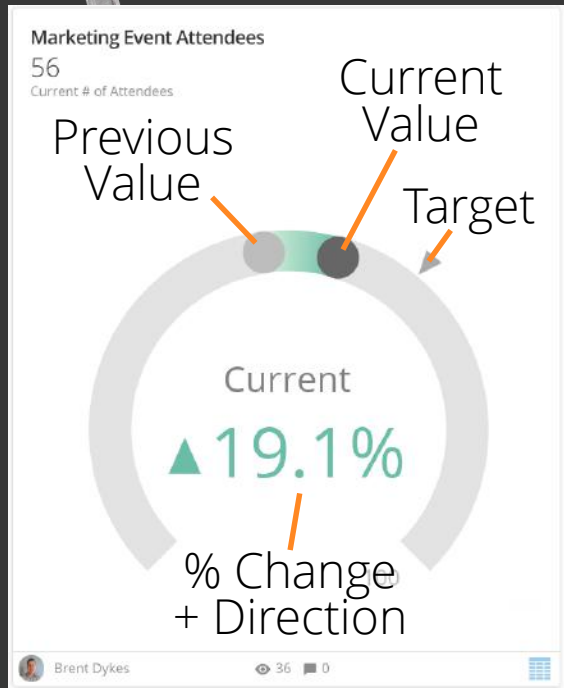 Marketing Event Attendees
56
Current # of Attendees
Current
Value
Previous
Value
Target
Current
▲19.1%
100
% Change
+ Direction
Brent Dykes
36
0